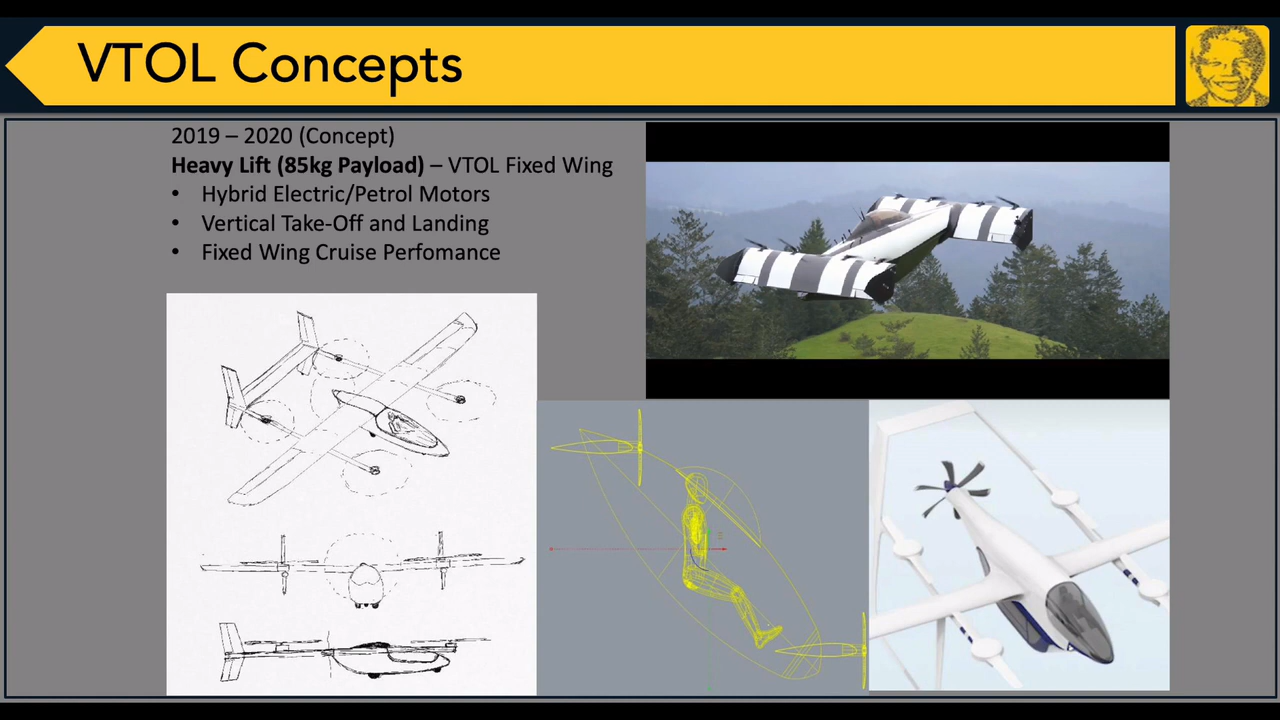 VTOL Concepts
2019 – 2020 (Concept)
Heavy Lift (85kg Payload) – VTOL Fixed Wing
• Hybrid Electric/Petrol Motors
• Vertical Take-Off and Landing
• Fixed Wing Cruise Perfomance